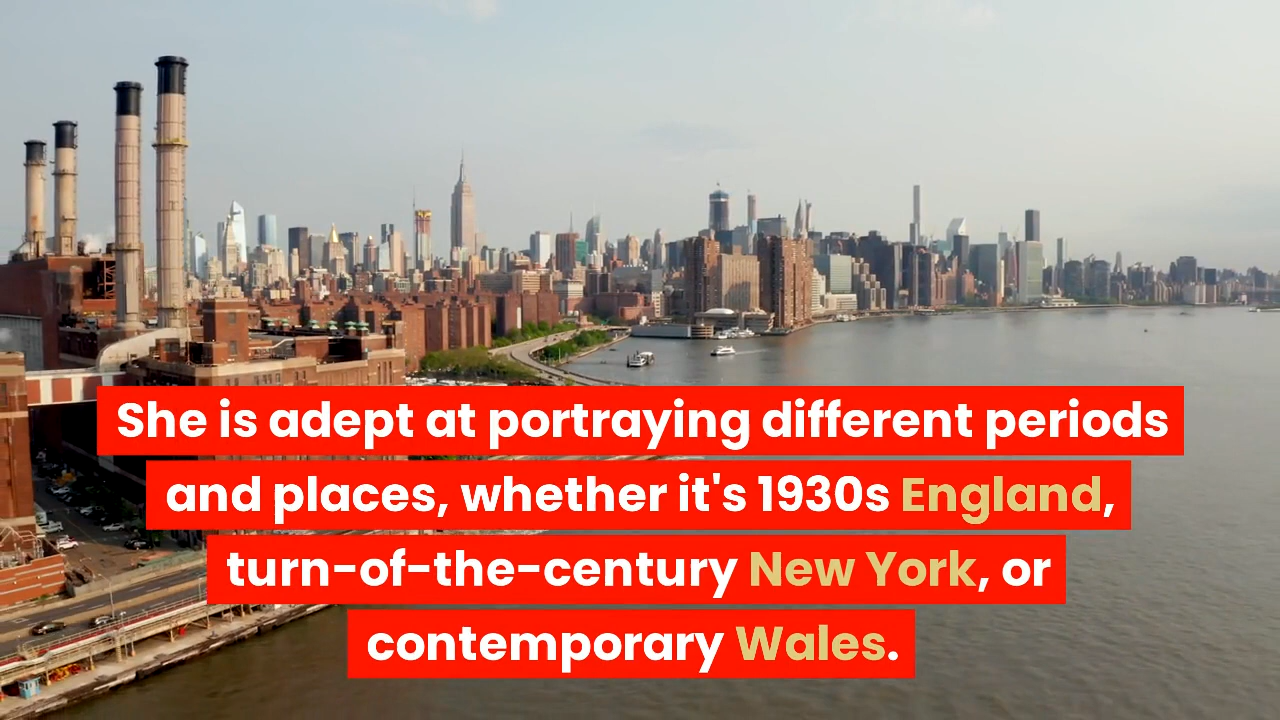 She is adept at portraying different periods
and places, whether it's 1930s England,
turn-of-the-century New York, or
contemporary Wales.